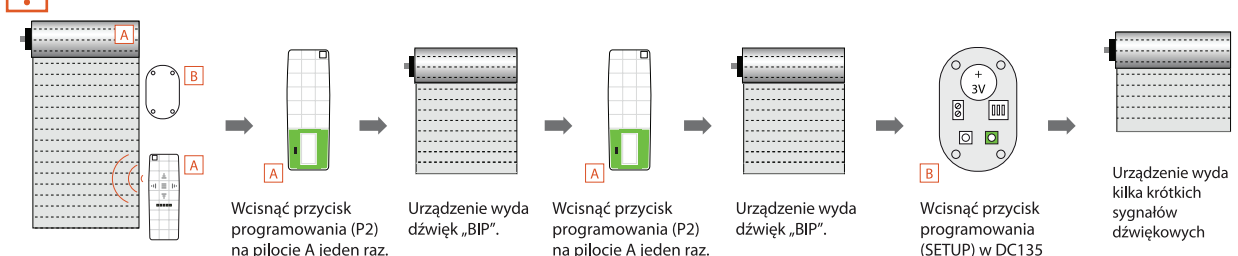 A
B
A
A
Wcisnąć przycisk
programowania (P2)
na pilocie A jeden raz.
Urządzenie wyda
dźwięk „BIP”.
A
Wcisnąć przycisk
programowania (P2)
na pilocie A jeden raz.
Urządzenie wyda
dźwięk „BIP”.
+
3V
B
Wcisnąć przycisk
programowania
(SETUP) w DC135
Urządzenie wyda
kilka krótkich
sygnałów
dźwiękowych